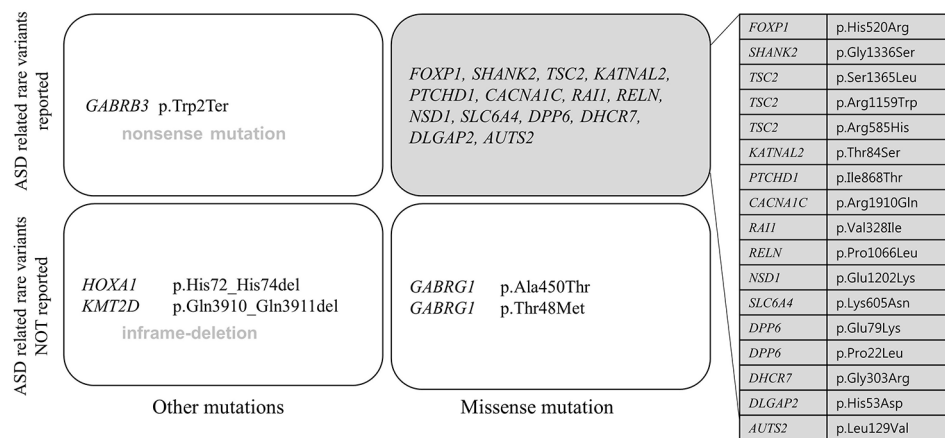 ASD related rare variants
reported
GABRB3 p.Trp2Ter
nonsense mutation
FOXP1, SHANK2, TSC2, KATNAL2,
PTCHD1, CACNA1C, RAI1, RELN,
NSD1, SLC6A4, DPP6, DHCR7,
DLGAP2, AUTS2
ASD related rare variants
NOT reported
HOXA1 p.His72_His74del
KMT2D p.Gln3910_Gln3911del
inframe-deletion
GABRG1 p.Ala450Thr
GABRG1 p.Thr48Met
Other mutations
Missense mutation
FOXP1 p.His520Arg
SHANK2 p.Gly1336Ser
TSC2 p.Ser1365Leu
TSC2 p.Arg1159Trp
TSC2 p.Arg585His
KATNAL2 p.Thr84Ser
PTCHD1 p.Ile868Thr
CACNA1C p.Arg1910Gln
RAI1 p.Val328Ile
RELN p.Pro1066Leu
NSD1 p.Glu1202Lys
SLC6A4 p.Lys605Asn
DPP6 p.Glu79Lys
DPP6 p.Pro22Leu
DHCR7 p.Gly303Arg
DLGAP2 p.His53Asp
AUTS2 p.Leu129Val